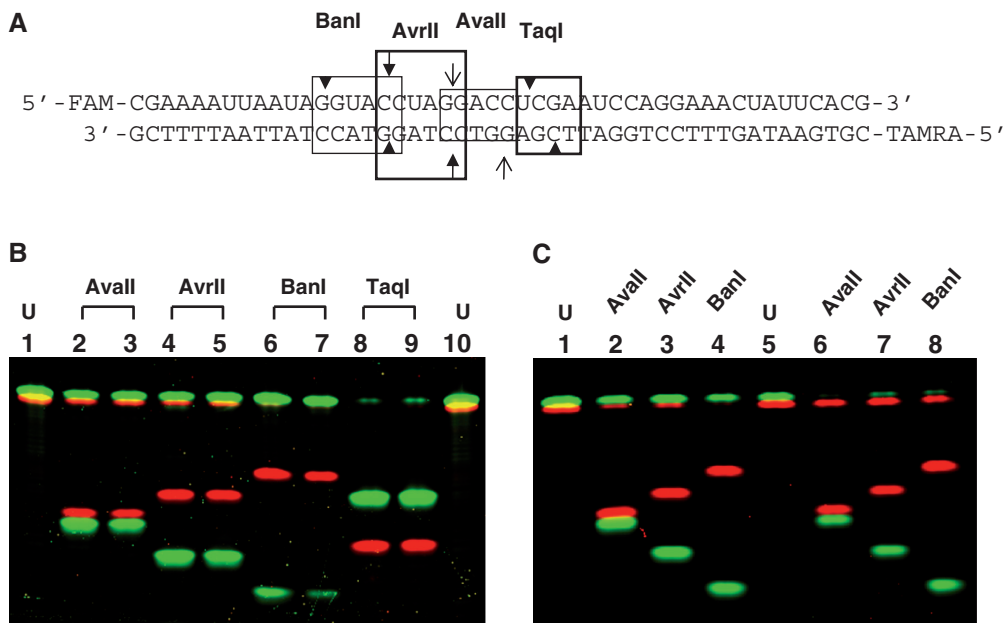 A
BanI
AvrII
AvaII
TaqI
5'-FAM-CGAAAAUUAAUAGGUACCUAGGACCUCGAAUCCAGGAAACUAUUCACG-3'
3'-GCTTTTAATTATCCATGGATCCTGGAGCTTAGGTCCTTTGATAAGTGC-TAMRA-5'
B
AvaII AvrII BanI TaqI
U U
1 2 3 4 5 6 7 8 9 10
C
U AvaII AvrII BanI U AvaII AvrII BanI
1 2 3 4 5 6 7 8